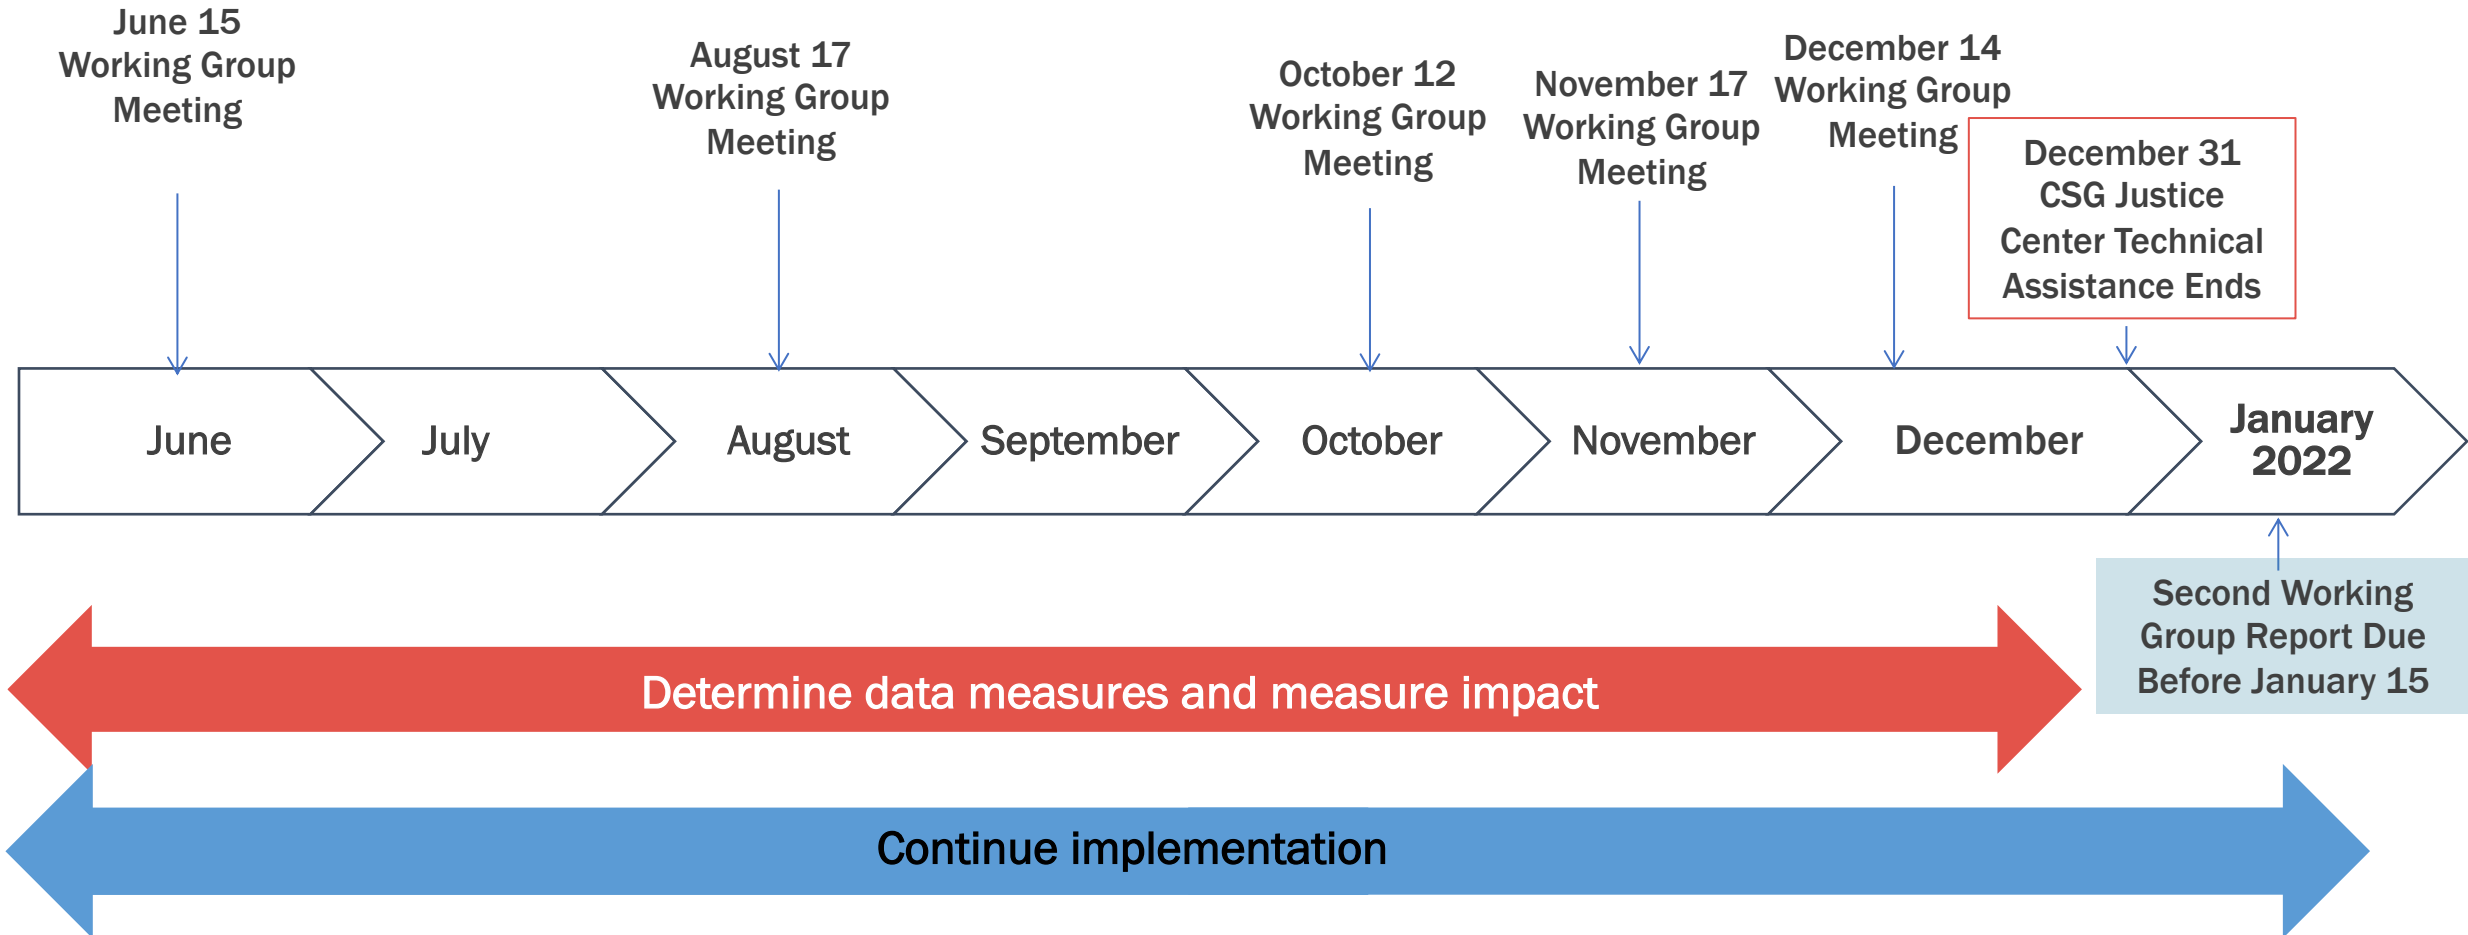 June 15
Working Group
Meeting
August 17
Working Group
Meeting
October 12
Working Group
Meeting
November 17
Working Group
Meeting
December 14
Working Group
Meeting
December 31
CSG Justice
Center Technical
Assistance Ends
June
July
August
September
October
November
December
January
2022
Second Working
Group Report Due
Before January 15
Determine data measures and measure impact
Continue implementation